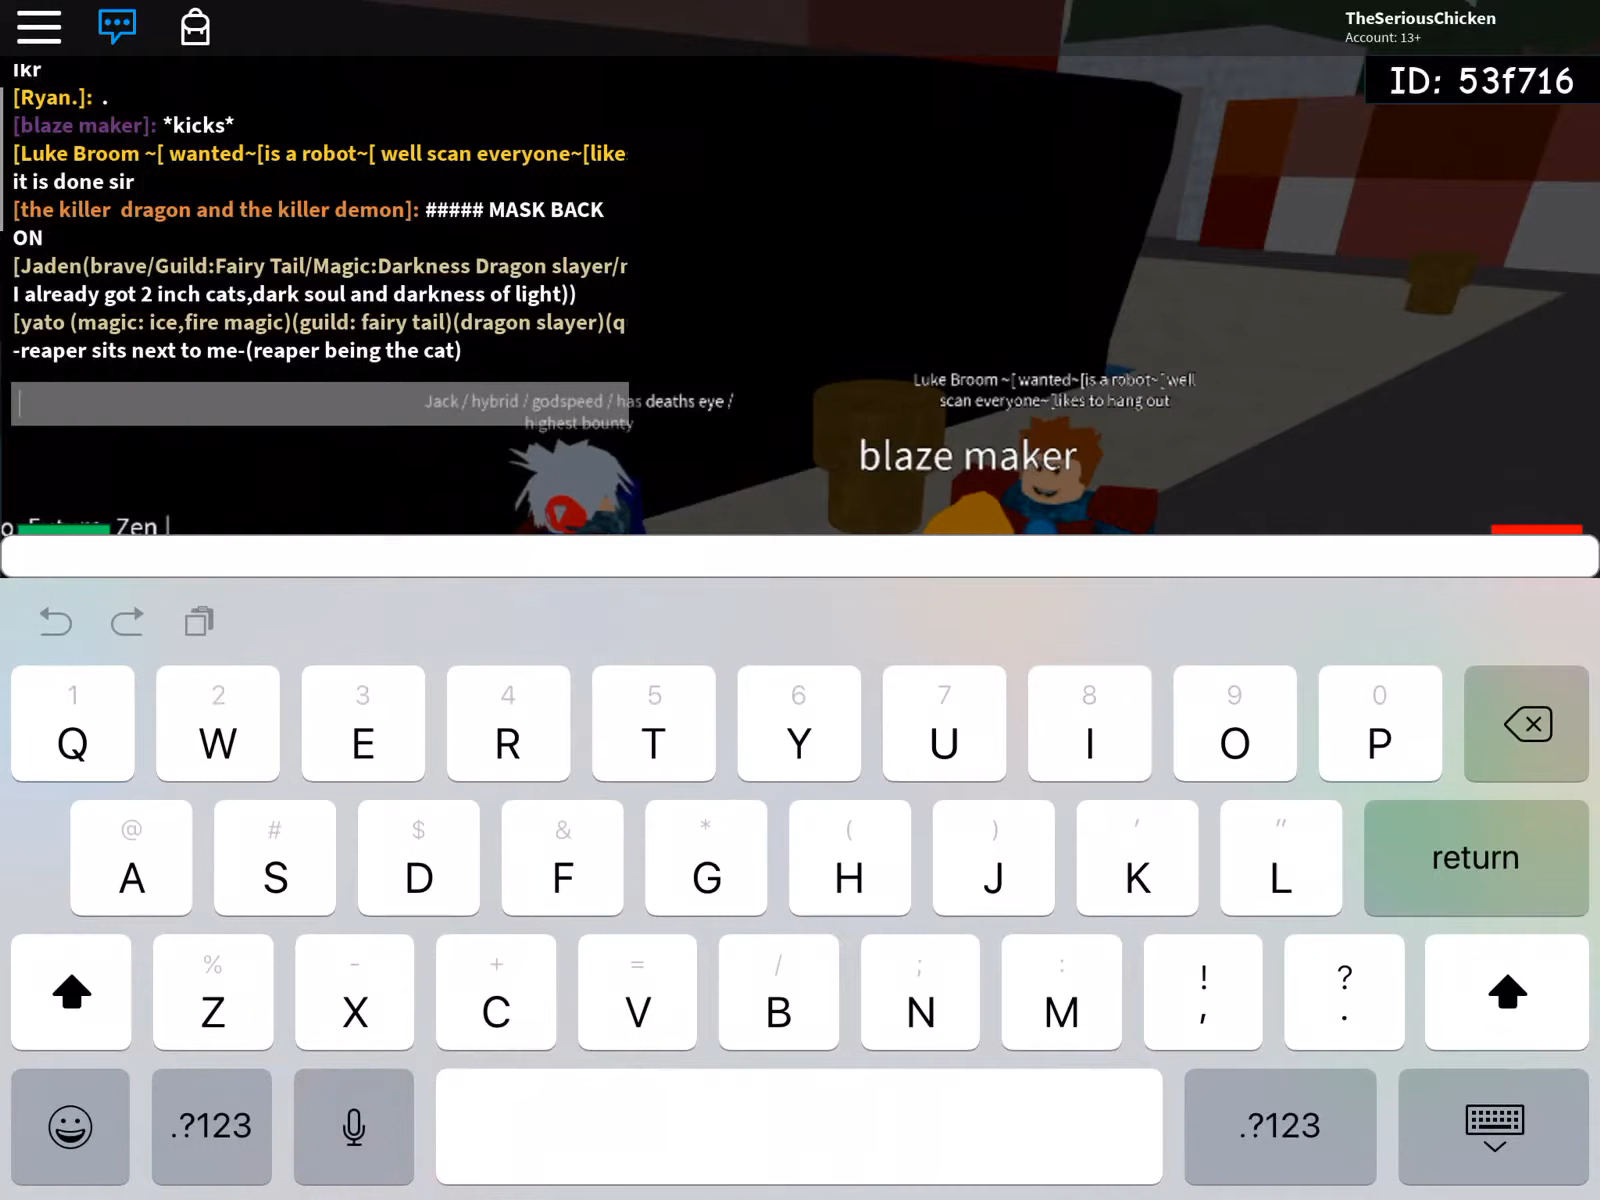 TheSeriousChicken
Account: 13+
ID: 53f716
Ikr
[Ryan.]: .
[blaze maker]: *kicks*
[Luke Broom ~[ wanted~[is a robot~[ well scan everyone~[like
it is done sir
[the killer  dragon and the killer demon]: ##### MASK BACK
ON
[Jaden(brave/Guild:Fairy Tail/Magic:Darkness Dragon slayer/r
I already got 2 inch cats,dark soul and darkness of light))
[yato (magic: ice,fire magic)(guild: fairy tail)(dragon slayer)(q
-reaper sits next to me-(reaper being the cat)
Jack / hybrid / godspeed / has deaths eye /
highest bounty
Luke Broom ~[ wanted~[is a robot~[ well
scan everyone~[likes to hang out
blaze maker
Zen |
1 2 3 4 5 6 7 8 9 0
Q W E R T Y U I O P
@ # $ & * ( ) ' "
A S D F G H J K L return
% - + = / ; : ! ?
Z X C V B N M , .
.?123 .?123